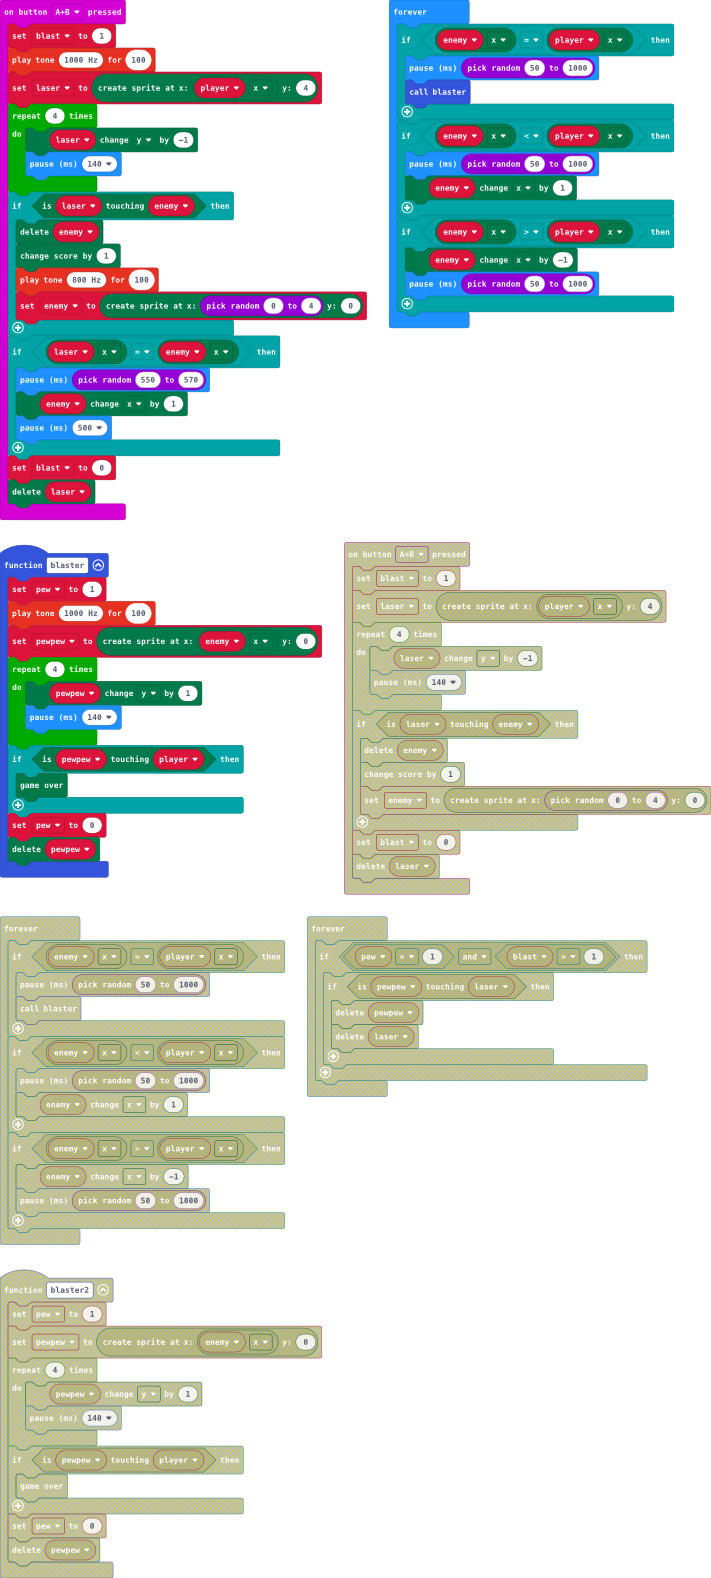 on button A+B pressed
set blast to 1
play tone 1000 Hz for 100
set laser to create sprite at x: player x y: 4
repeat 4 times
do
laser change y by -1
pause (ms) 140
if is laser touching enemy then
delete enemy
change score by 1
play tone 800 Hz for 100
set enemy to create sprite at x: pick random 0 to 4 y: 0
if laser x = enemy x then
pause (ms) pick random 550 to 570
enemy change x by 1
pause (ms) 500
set blast to 0
delete laser
forever
if enemy x = player x then
pause (ms) pick random 50 to 1000
call blaster
if enemy x < player x then
pause (ms) pick random 50 to 1000
enemy change x by 1
if enemy x > player x then
enemy change x by -1
pause (ms) pick random 50 to 1000
function blaster
set pew to 1
play tone 1000 Hz for 100
set pewpew to create sprite at x: enemy x y: 0
repeat 4 times
do
pewpew change y by 1
pause (ms) 140
if is pewpew touching player then
game over
set pew to 0
delete pewpew
on button A+B pressed
set blast to 1
set laser to create sprite at x: player x y: 4
repeat 4 times
do
laser change y by -1
pause (ms) 140
if is laser touching enemy then
delete enemy
change score by 1
set enemy to create sprite at x: pick random 0 to 4 y: 0
set blast to 0
delete laser
forever
if enemy x = player x then
pause (ms) pick random 50 to 1000
call blaster
if enemy x < player x then
pause (ms) pick random 50 to 1000
enemy change x by 1
if enemy x > player x then
enemy change x by -1
pause (ms) pick random 50 to 1000
forever
if pew = 1 and blast = 1 then
if is pewpew touching laser then
delete pewpew
delete laser
function blaster2
set pew to 1
set pewpew to create sprite at x: enemy x y: 0
repeat 4 times
do
pewpew change y by 1
pause (ms) 140
if is pewpew touching player then
game over
set pew to 0
delete pewpew